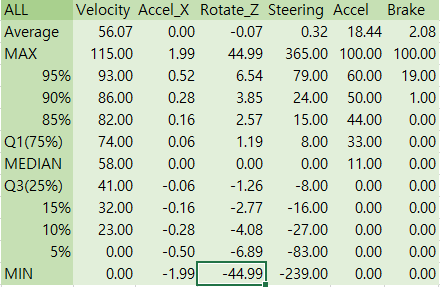 ALL Velocity Accel_X Rotate_Z Steering Accel Brake
Average 56.07 0.00 -0.07 0.32 18.44 2.08
MAX 115.00 1.99 44.99 365.00 100.00 100.00
95% 93.00 0.52 6.54 79.00 60.00 19.00
90% 86.00 0.28 3.85 24.00 50.00 1.00
85% 82.00 0.16 2.57 15.00 44.00 0.00
Q1(75%) 74.00 0.06 1.19 8.00 33.00 0.00
MEDIAN 58.00 0.00 0.00 0.00 11.00 0.00
Q3(25%) 41.00 -0.06 -1.26 -8.00 0.00 0.00
15% 32.00 -0.16 -2.77 -16.00 0.00 0.00
10% 23.00 -0.28 -4.08 -27.00 0.00 0.00
5% 0.00 -0.50 -6.89 -83.00 0.00 0.00
MIN 0.00 -1.99 -44.99 -239.00 0.00 0.00